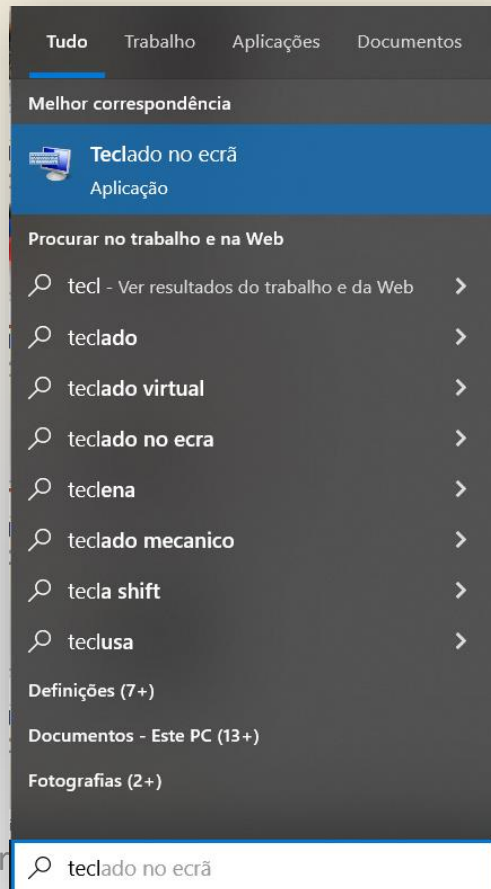 Tudo Trabalho Aplicações Documentos
Melhor correspondência
Teclado no ecrã
Aplicação
Procurar no trabalho e na Web
tecl - Ver resultados do trabalho e da Web
teclado
teclado virtual
teclado no ecra
teclena
teclado mecanico
tecla shift
teclusa
Definições (7+)
Documentos - Este PC (13+)
Fotografias (2+)
teclado no ecrã